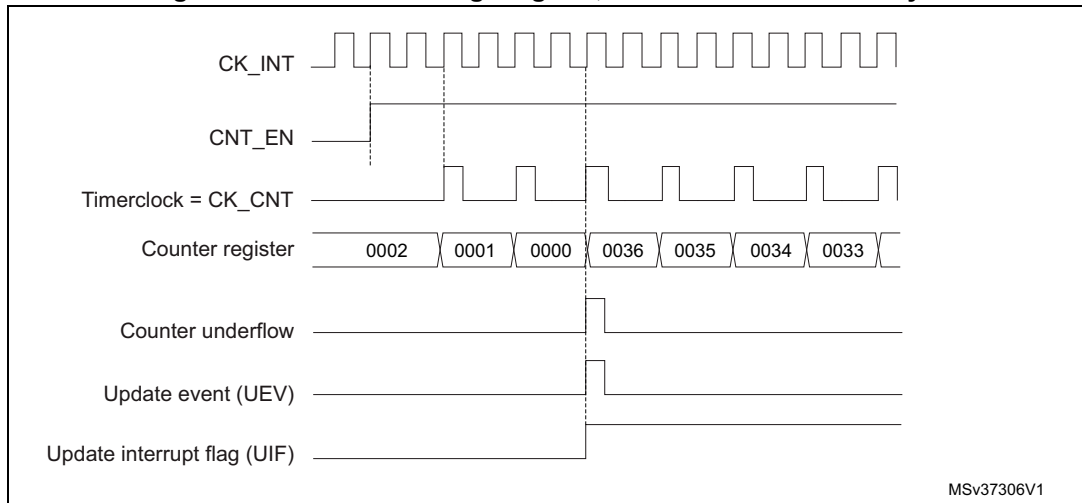 CK_INT
CNT_EN
Timerclock = CK_CNT
Counter register 0002 0001 0000 0036 0035 0034 0033
Counter underflow
Update event (UEV)
Update interrupt flag (UIF)
MSv37306V1